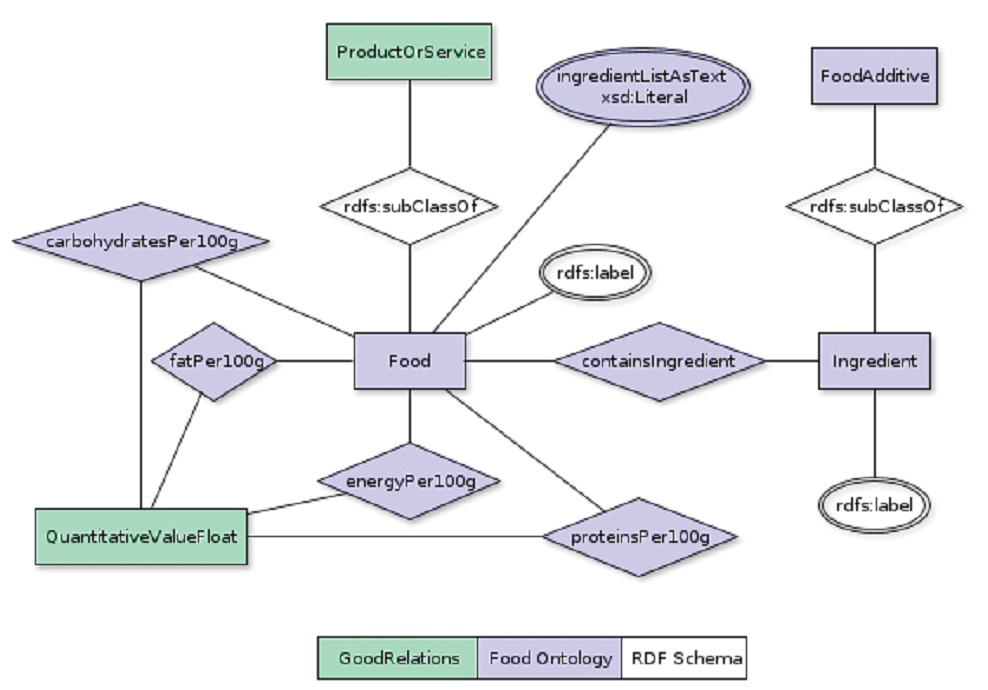 ProductOrService
ingredientListAsText
xsd:Literal
FoodAdditive
rdfs:subClassOf
rdfs:subClassOf
carbohydratesPer100g
rdfs:label
fatPer100g
Food
containsIngredient
Ingredient
energyPer100g
rdfs:label
QuantitativeValueFloat
proteinsPer100g
GoodRelations
Food Ontology
RDF Schema